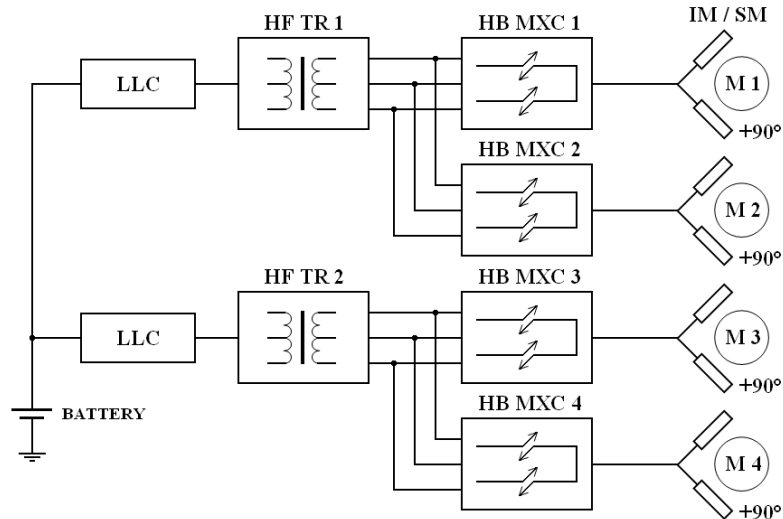 IM / SM
HF TR 1
HB MXC 1
LLC
M 1
+90°
HB MXC 2
M 2
+90°
HF TR 2
HB MXC 3
LLC
M 3
+90°
BATTERY
HB MXC 4
M 4
+90°